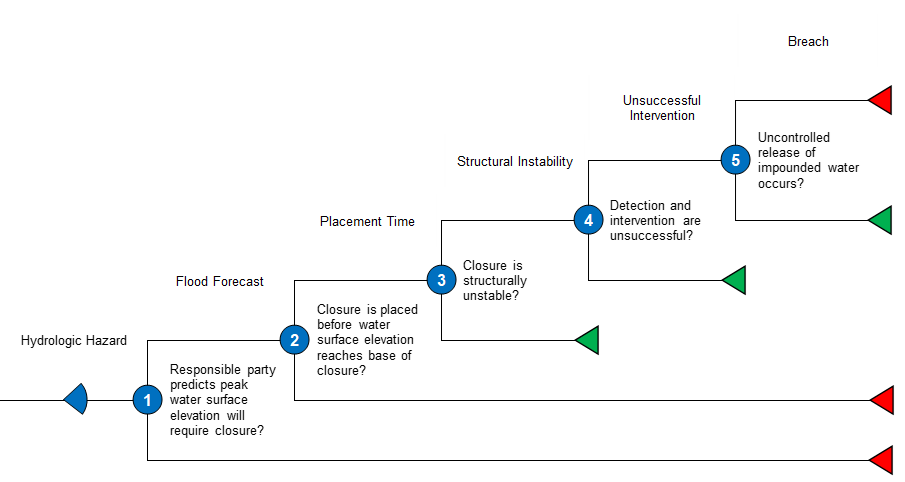 Breach
Unsuccessful
Intervention
5
Uncontrolled
release of
impounded water
occurs?
Structural Instability
4
Detection and
intervention are
unsuccessful?
Placement Time
3
Closure is
structurally
unstable?
Flood Forecast
2
Closure is placed
before water
surface elevation
reaches base of
closure?
Hydrologic Hazard
1
Responsible party
predicts peak
water surface
elevation will
require closure?